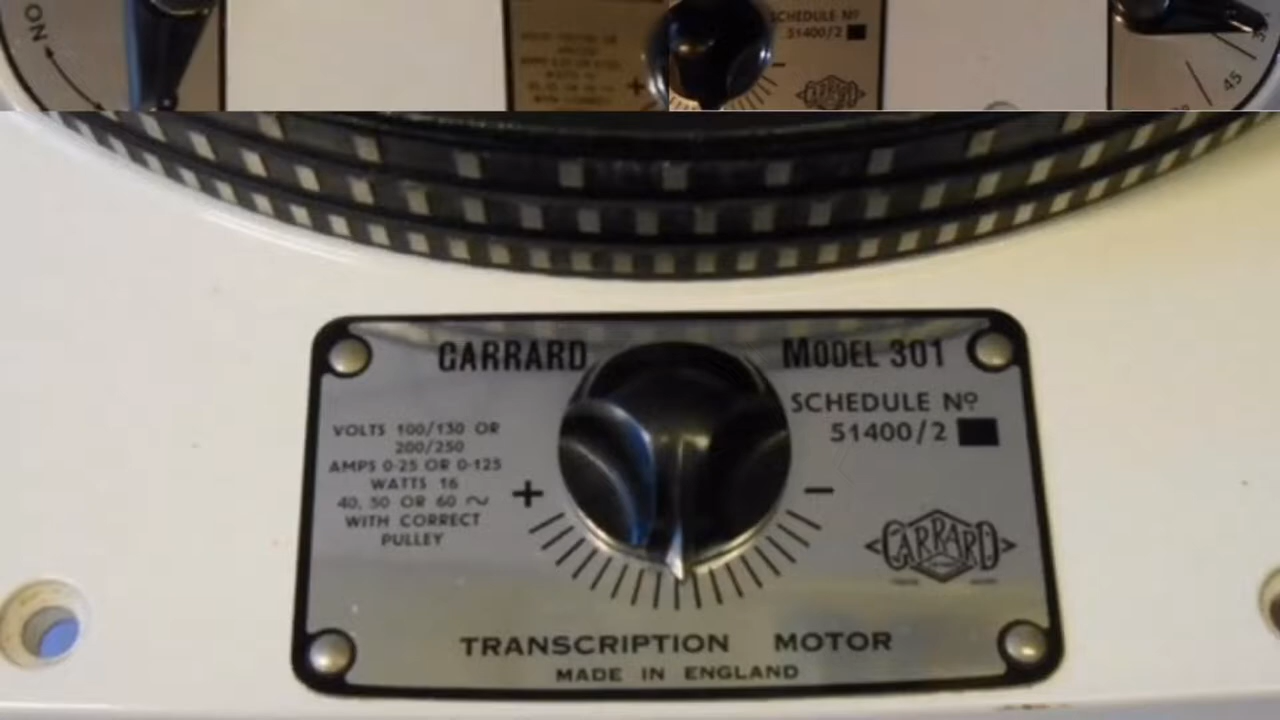 ON
SCHEDULE Nº
51400/2
45
GARRARD MODEL 301
SCHEDULE Nº
51400/2
VOLTS 100/130 OR
200/250
AMPS 0·25 OR 0·125
WATTS 16
40, 50 OR 60 ~
WITH CORRECT
PULLEY
+ −
GARRARD
TRANSCRIPTION MOTOR
MADE IN ENGLAND